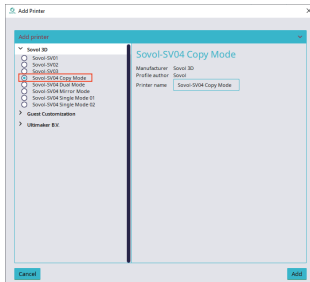 Add Printer
Add printer
Sovol 3D
Sovol-SV01
Sovol-SV02
Sovol-SV03
Sovol-SV04 Copy Mode
Sovol-SV04 Dual Mode
Sovol-SV04 Mirror Mode
Sovol-SV04 Single Mode 01
Sovol-SV04 Single Mode 02
Guest Customization
Ultimaker B.V.
Sovol-SV04 Copy Mode
Manufacturer Sovol 3D
Profile author Sovol
Printer name Sovol-SV04 Copy Mode
Cancel
Add